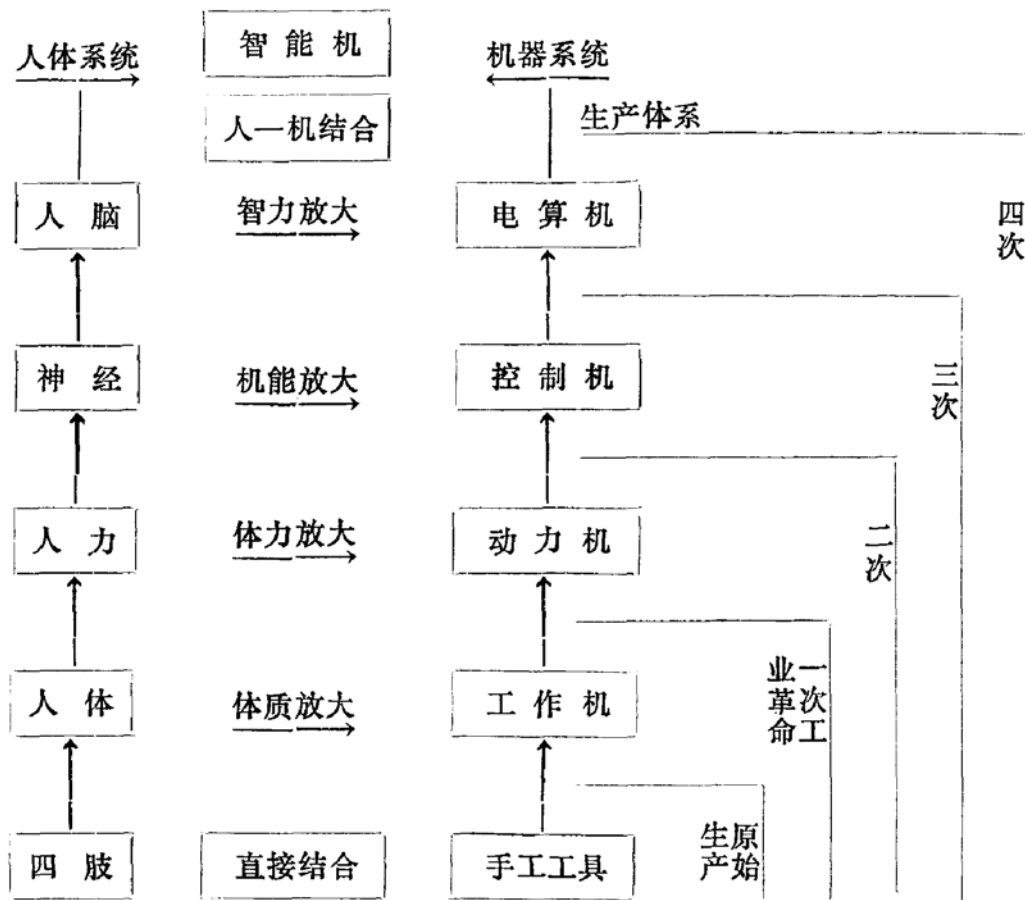 智能机
人体系统
机器系统
生产体系
人一机结合
人脑
智力放大
电算机
四次
神经
机能放大
控制机
三次
人力
体力放大
动力机
二次
人体
体质放大
工作机
一次工
业革命
四肢
直接结合
手工工具
原始
生产